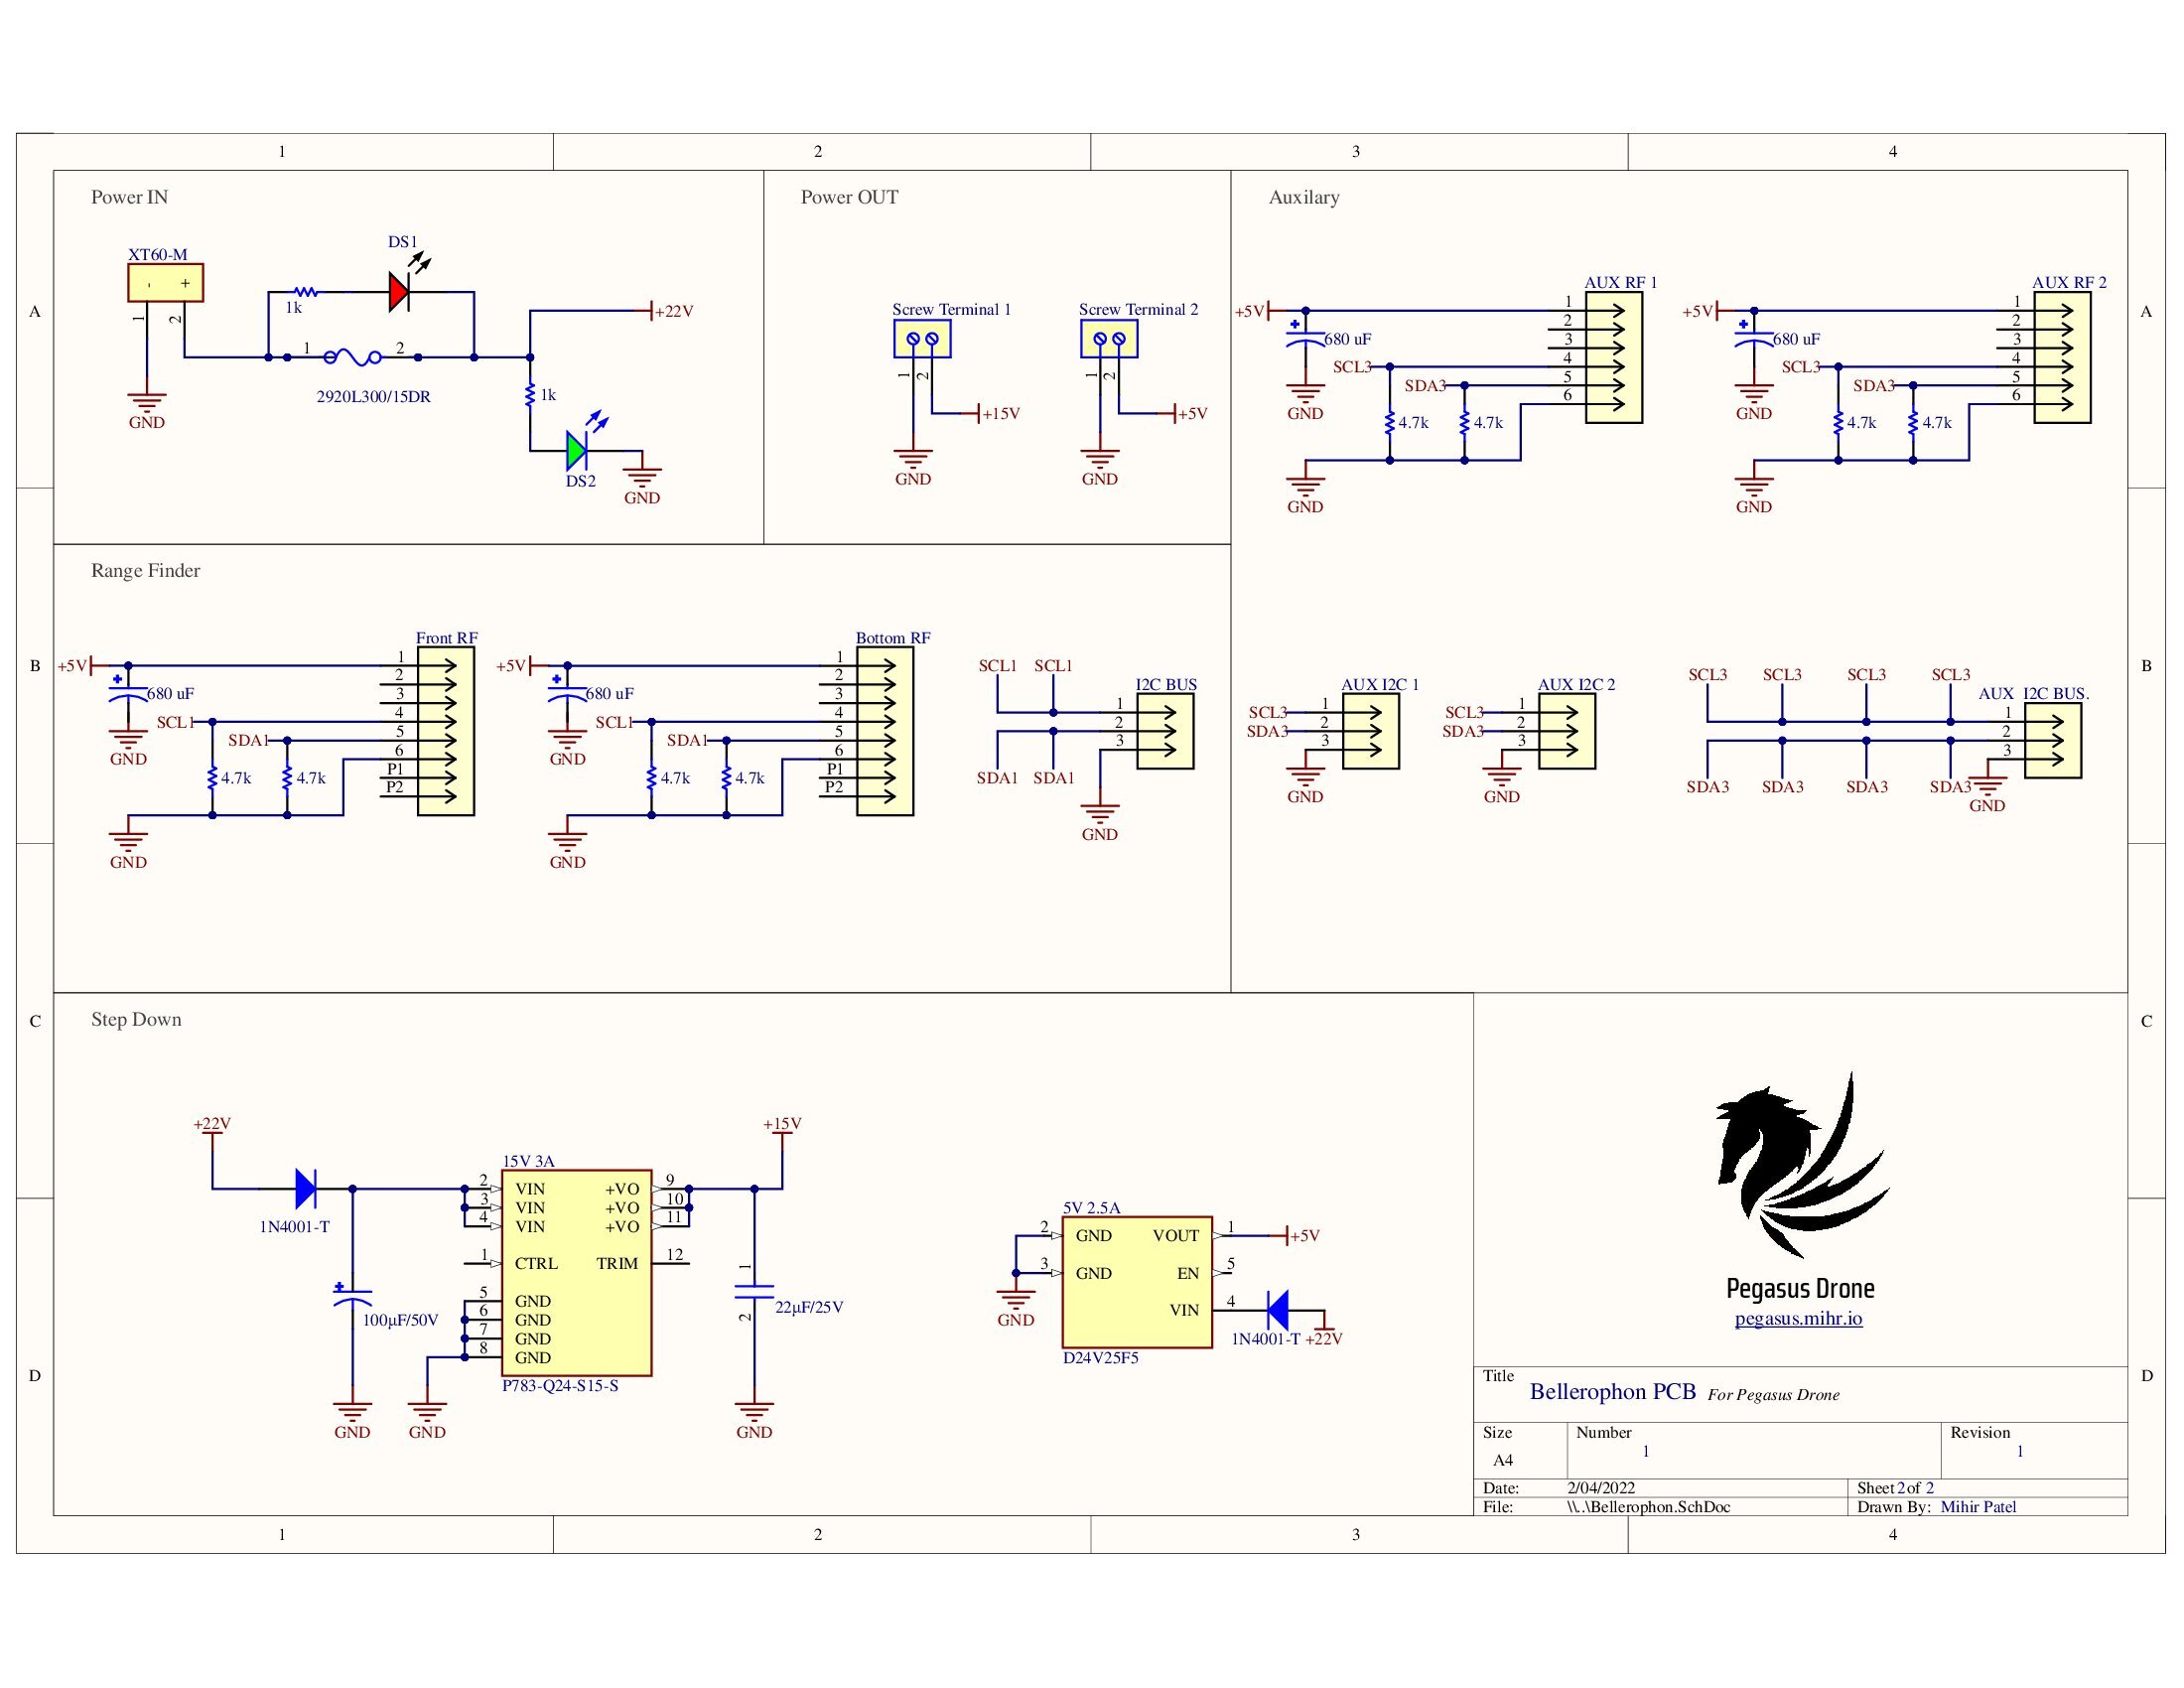 1 2 3 4
Power IN
XT60-M
- +
1
2
GND
DS1
1k
1 2
2920L300/15DR
+22V
1k
DS2
GND
Power OUT
Screw Terminal 1
1
2
+15V
GND
Screw Terminal 2
1
2
+5V
GND
Auxilary
AUX RF 1
+5V
680 uF
GND
SCL3
SDA3
4.7k
4.7k
1
2
3
4
5
6
GND
AUX RF 2
+5V
680 uF
GND
SCL3
SDA3
4.7k
4.7k
1
2
3
4
5
6
GND
A
A
Range Finder
Front RF
+5V
680 uF
GND
SCL1
SDA1
4.7k
4.7k
1
2
3
4
5
6
P1
P2
GND
Bottom RF
+5V
680 uF
GND
SCL1
SDA1
4.7k
4.7k
1
2
3
4
5
6
P1
P2
GND
SCL1 SCL1
I2C BUS
1
2
3
SDA1 SDA1
GND
AUX I2C 1
SCL3
SDA3
1
2
3
GND
AUX I2C 2
SCL3
SDA3
1
2
3
GND
SCL3 SCL3 SCL3 SCL3
AUX I2C BUS.
1
2
3
SDA3 SDA3 SDA3 SDA3
GND
B
B
Step Down
+22V
1N4001-T
100µF/50V
GND
GND
15V 3A
2 VIN +VO 9
3 VIN +VO 10
4 VIN +VO 11
1 CTRL TRIM 12
5 GND
6 GND
7 GND
8 GND
P783-Q24-S15-S
+15V
1
2
22µF/25V
GND
5V 2.5A
2 GND VOUT 1
3 GND EN 5
VIN 4
D24V25F5
GND
+5V
1N4001-T +22V
C
C
D
D
Pegasus Drone
pegasus.mihr.io
Title
Bellerophon PCB For Pegasus Drone
Size
A4
Number
1
Revision
1
Date: 2/04/2022
Sheet 2 of 2
File: \\..\Bellerophon.SchDoc
Drawn By: Mihir Patel
1 2 3 4